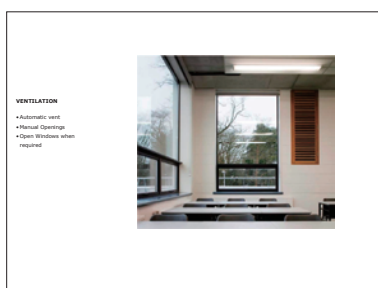 VENTILATION
•Automatic vent
•Manual Openings
•Open Windows when
required